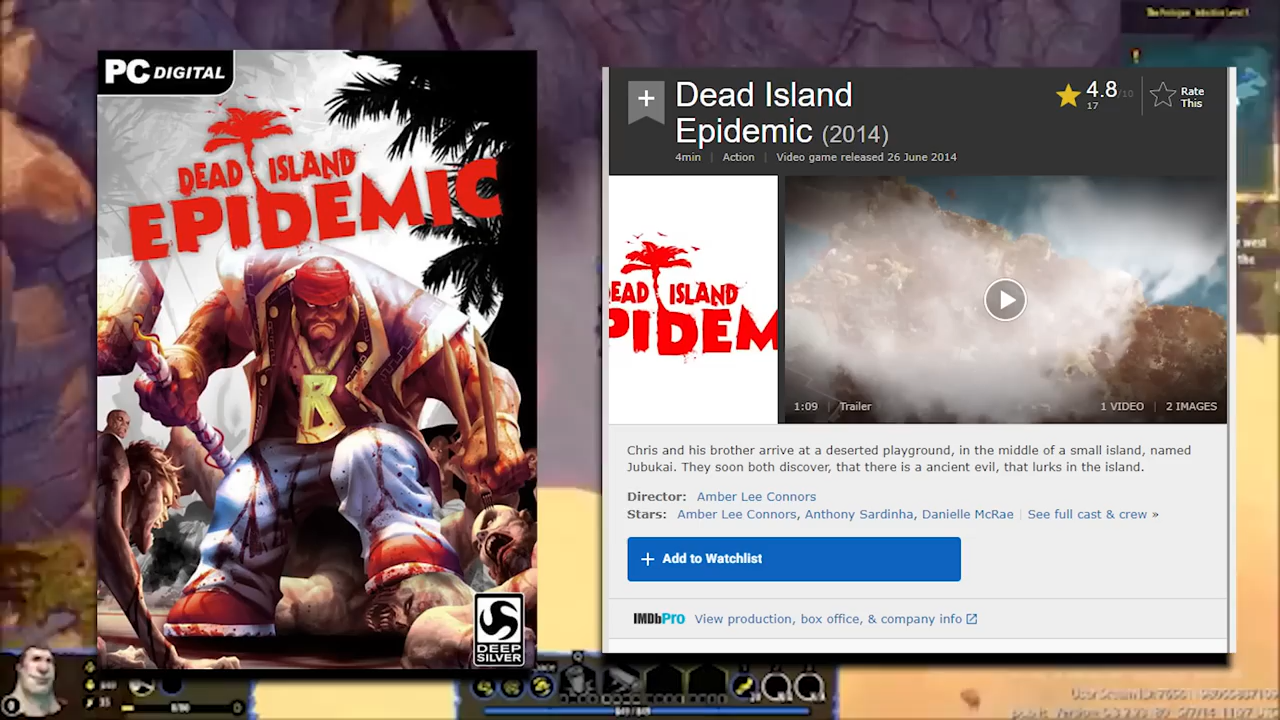 PC DIGITAL
DEAD ISLAND
EPIDEMIC
R
DEEP
SILVER
Dead Island
Epidemic (2014)
4min | Action | Video game released 26 June 2014
4.8/10
17
Rate
This
EAD ISLAND
PIDEM
1:09 | Trailer
1 VIDEO | 2 IMAGES
Chris and his brother arrive at a deserted playground, in the middle of a small island, named
Jubukai. They soon both discover, that there is a ancient evil, that lurks in the island.
Director: Amber Lee Connors
Stars: Amber Lee Connors, Anthony Sardinha, Danielle McRae | See full cast & crew »
+ Add to Watchlist
IMDbPro View production, box office, & company info
west
the